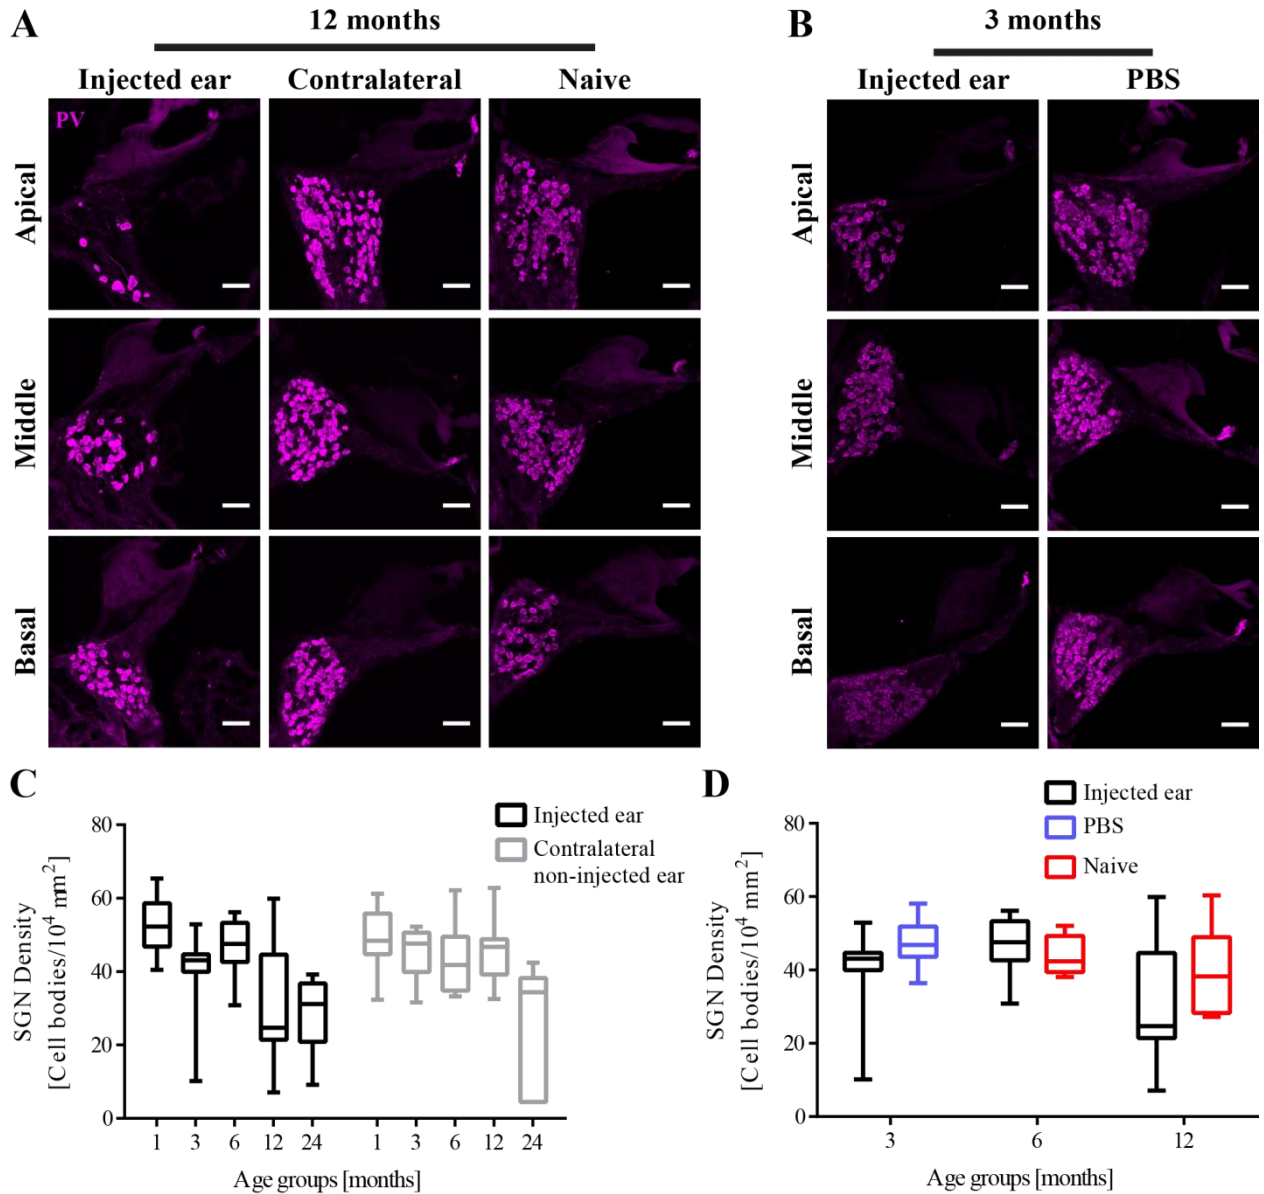 A
12 months
Injected ear
Contralateral
Naive
PV
Apical
Middle
Basal
B
3 months
Injected ear
PBS
Apical
Middle
Basal
C
SGN Density
[Cell bodies/10⁴ mm²]
80
60
40
20
0
1 3 6 12 24 1 3 6 12 24
Age groups [months]
Injected ear
Contralateral
non-injected ear
D
SGN Density
[Cell bodies/10⁴ mm²]
80
60
40
20
0
3 6 12
Age groups [months]
Injected ear
PBS
Naive